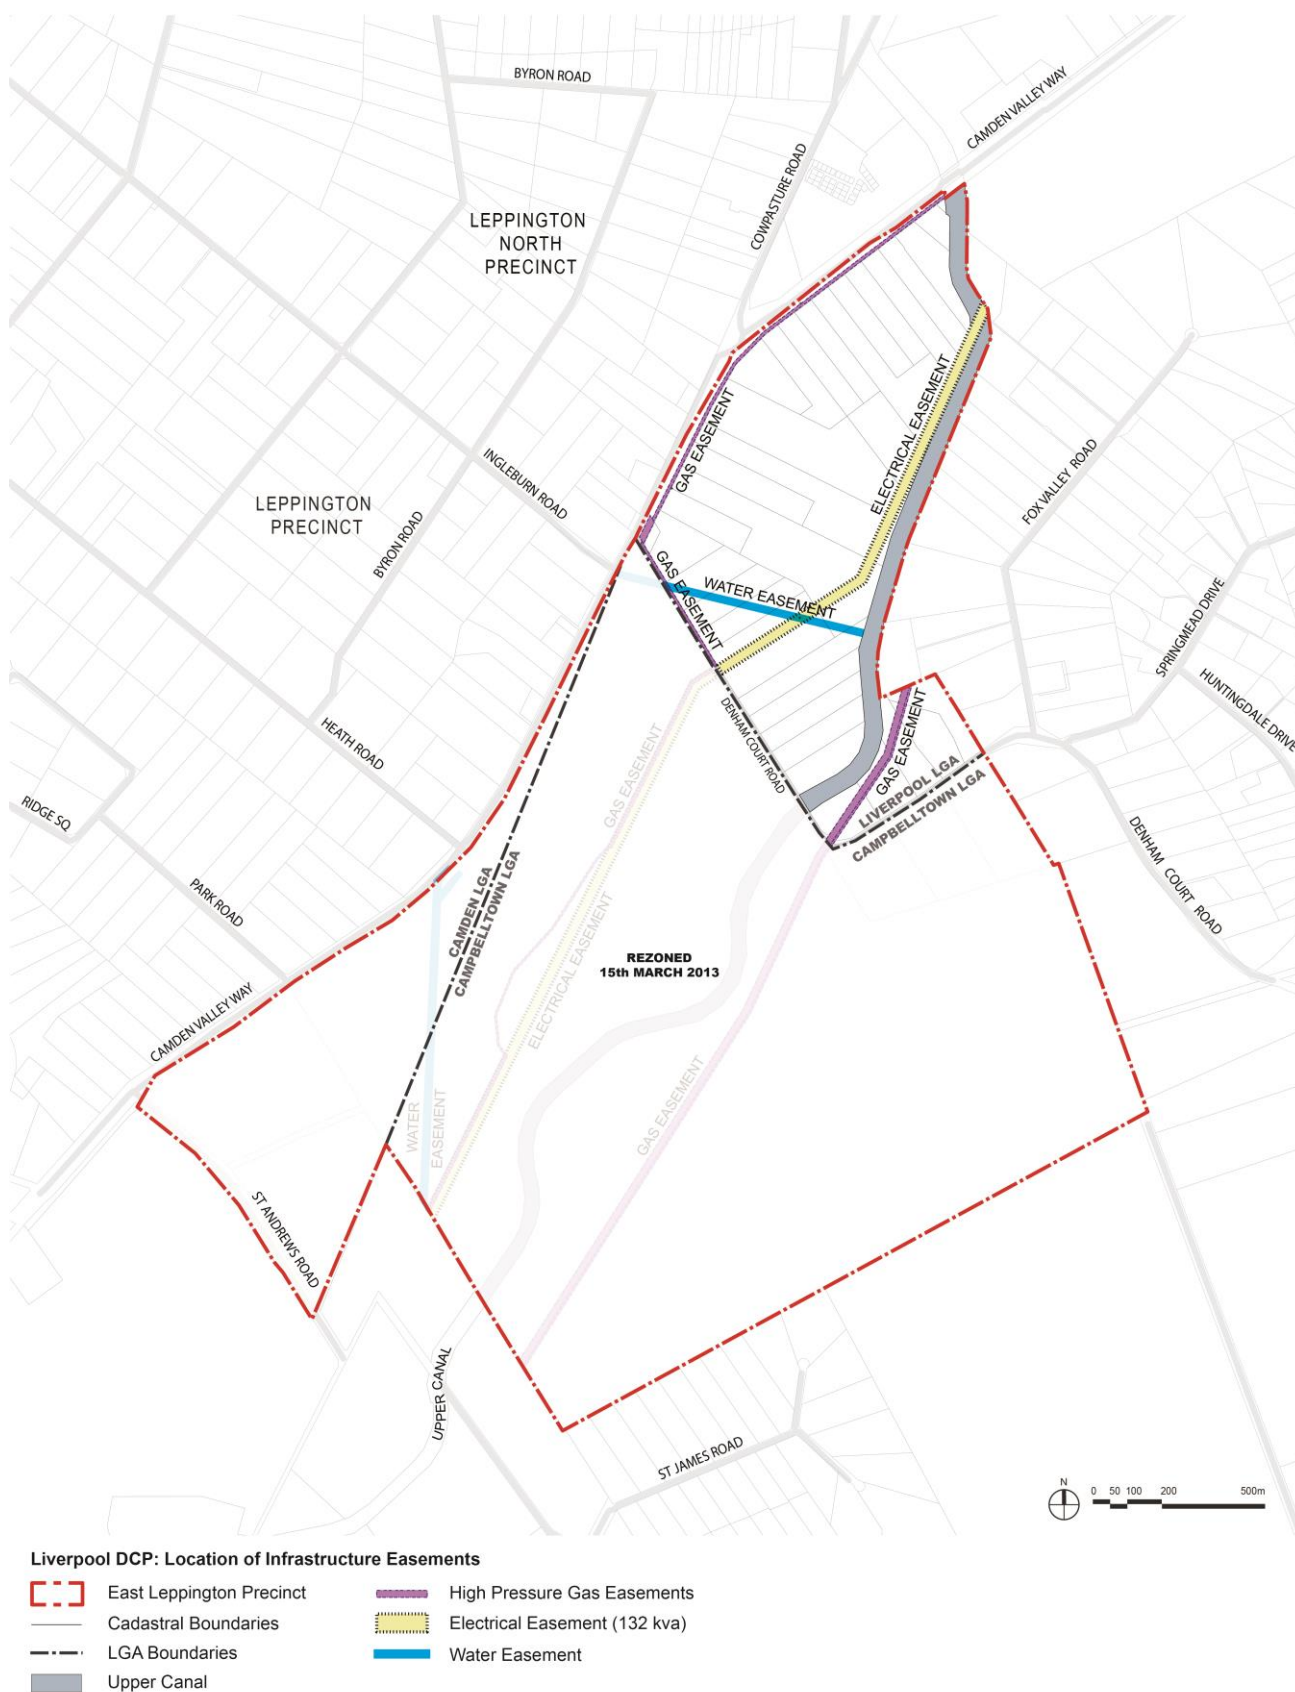 BYRON ROAD
CAMDEN VALLEY WAY
COWPASTURE ROAD
LEPPINGTON
NORTH
PRECINCT
GAS EASEMENT
ELECTRICAL EASEMENT
INGLEBURN ROAD
LEPPINGTON
PRECINCT
BYRON ROAD
FOX VALLEY ROAD
GAS EASEMENT
WATER EASEMENT
SPRINGMEAD DRIVE
HUNTINGDALE DRIVE
DENHAM COURT ROAD
GAS EASEMENT
HEATH ROAD
GAS EASEMENT
LIVERPOOL LGA
CAMPBELLTOWN LGA
RIDGE SQ
DENHAM COURT ROAD
PARK ROAD
CAMDEN LGA
CAMPBELLTOWN LGA
ELECTRICAL EASEMENT
REZONED
15th MARCH 2013
CAMDEN VALLEY WAY
WATER
EASEMENT
GAS EASEMENT
ST ANDREWS ROAD
UPPER CANAL
ST JAMES ROAD
N
0 50 100 200 500m
Liverpool DCP: Location of Infrastructure Easements
East Leppington Precinct
Cadastral Boundaries
LGA Boundaries
Upper Canal
High Pressure Gas Easements
Electrical Easement (132 kva)
Water Easement